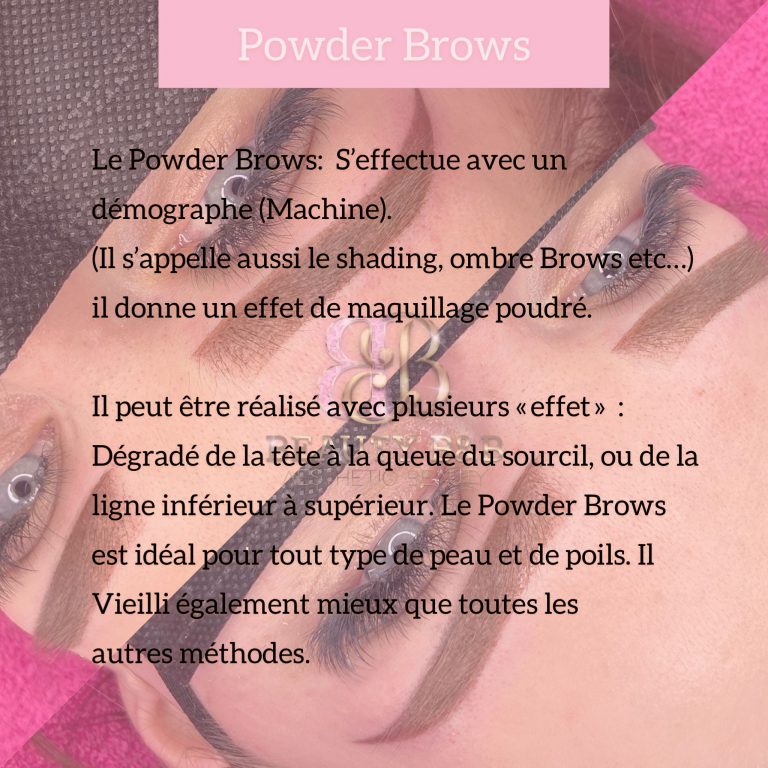 Powder Brows
Le Powder Brows:  S’effectue avec un
démographe (Machine).
(Il s’appelle aussi le shading, ombre Brows etc…)
il donne un effet de maquillage poudré.
Il peut être réalisé avec plusieurs « effet »  :
Dégradé de la tête à la queue du sourcil, ou de la
ligne inférieur à supérieur. Le Powder Brows
est idéal pour tout type de peau et de poils. Il
Vieilli également mieux que toutes les
autres méthodes.
B&B
BEAUTY B&B
AESTHETIC BEAUTY